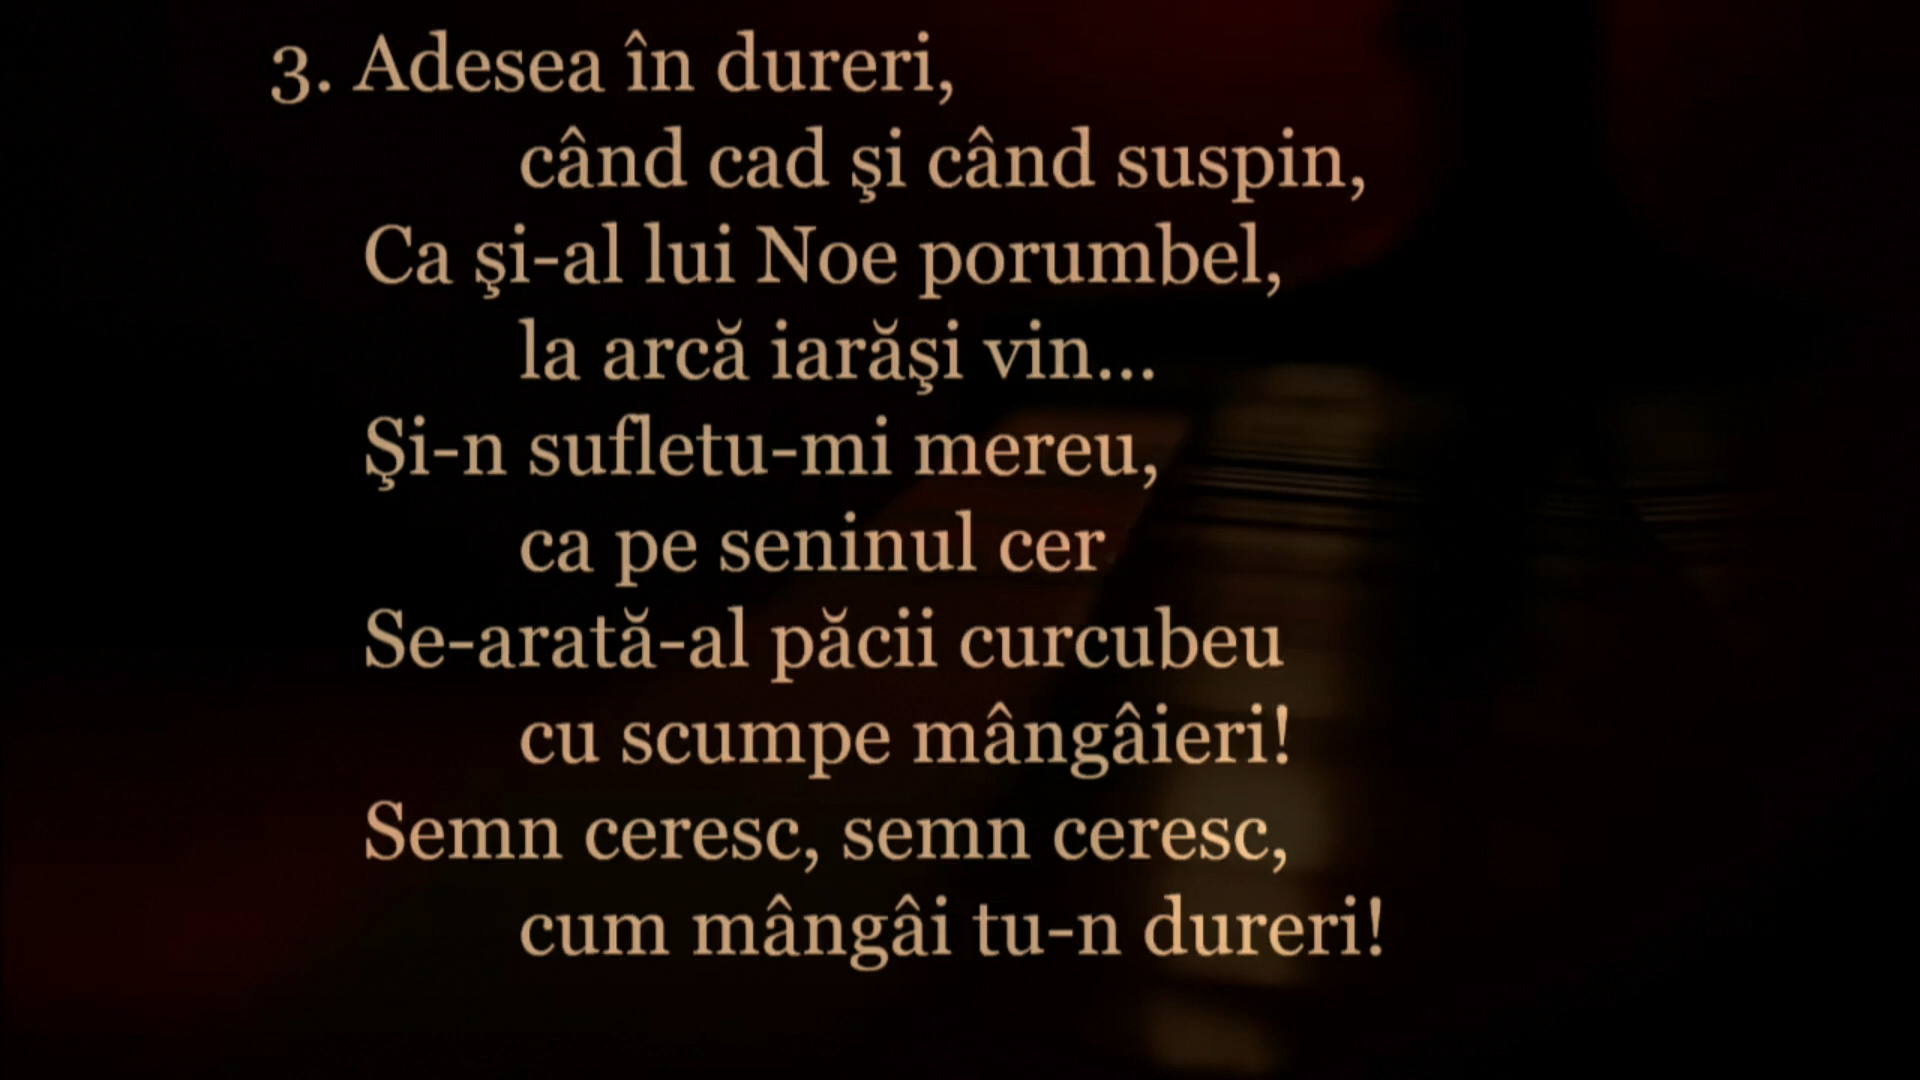 3. Adesea în dureri,
când cad şi când suspin,
Ca şi-al lui Noe porumbel,
la arcă iarăşi vin...
Şi-n sufletu-mi mereu,
ca pe seninul cer
Se-arată-al păcii curcubeu
cu scumpe mângâieri!
Semn ceresc, semn ceresc,
cum mângâi tu-n dureri!